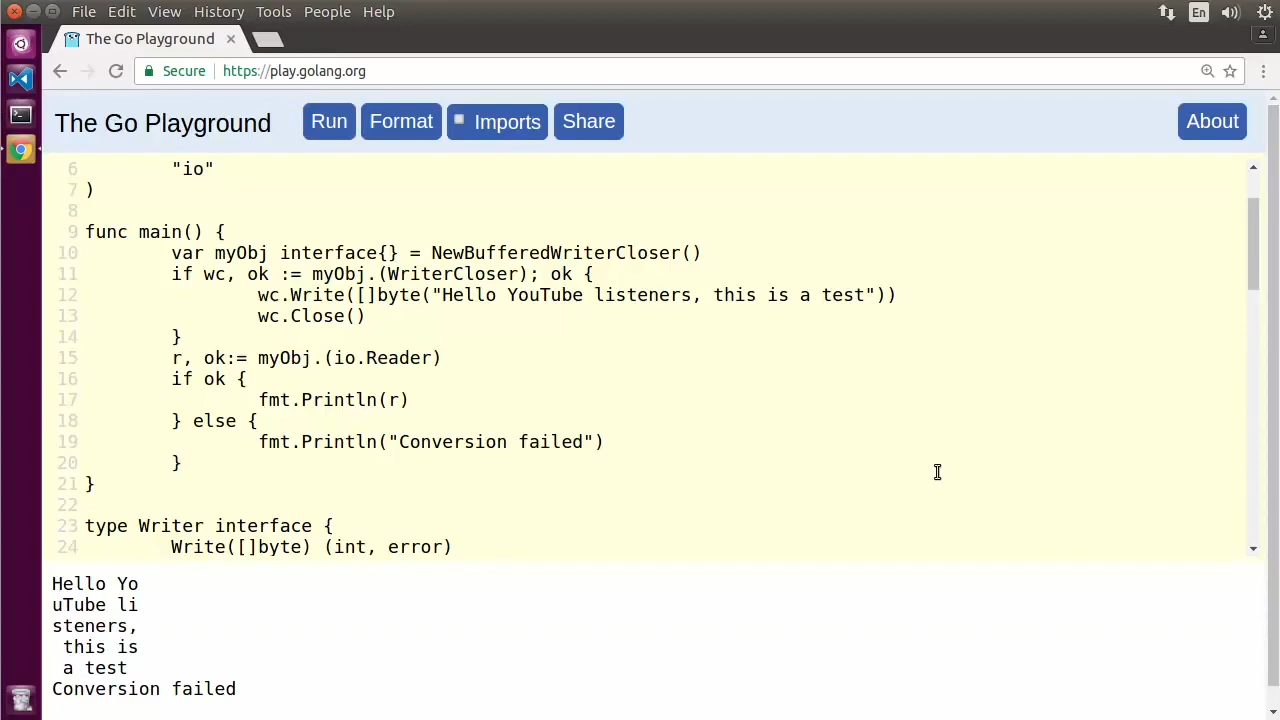 File Edit View History Tools People Help
En
The Go Playground
Secure https://play.golang.org
The Go Playground Run Format Imports Share About
6 "io"
7 )
8
9 func main() {
10 var myObj interface{} = NewBufferedWriterCloser()
11 if wc, ok := myObj.(WriterCloser); ok {
12 wc.Write([]byte("Hello YouTube listeners, this is a test"))
13 wc.Close()
14 }
15 r, ok:= myObj.(io.Reader)
16 if ok {
17 fmt.Println(r)
18 } else {
19 fmt.Println("Conversion failed")
20 }
21 }
22
23 type Writer interface {
24 Write([]byte) (int, error)
Hello Yo
uTube li
steners,
this is
a test
Conversion failed